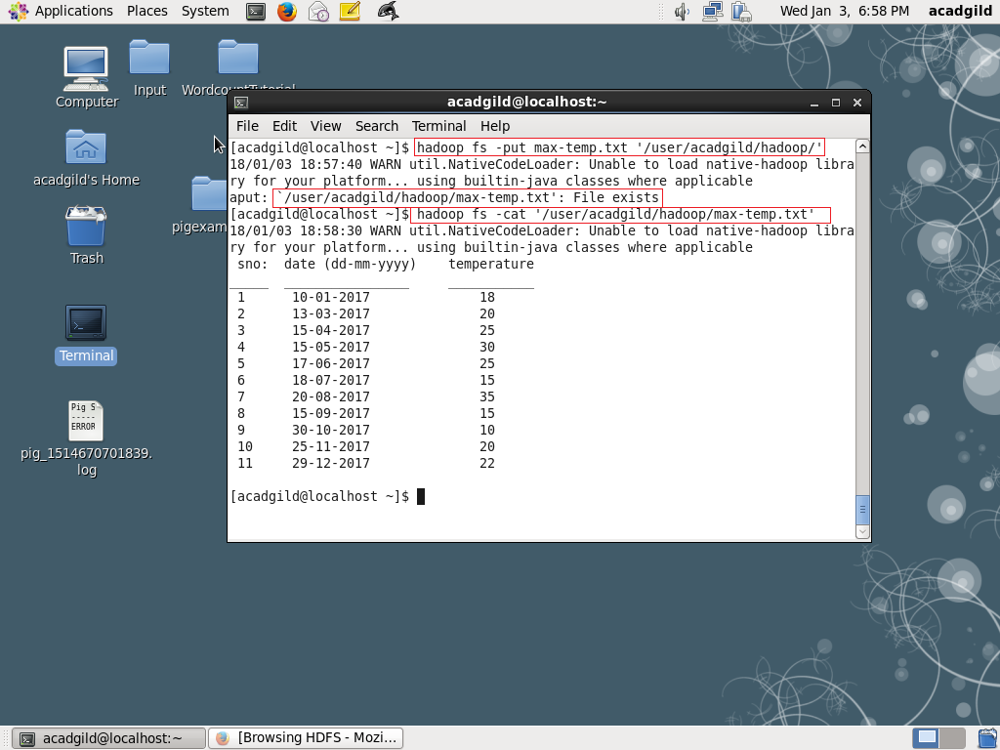 Applications Places System Wed Jan 3, 6:58 PM acadgild
Computer
Input
WordcountTutorial
acadgild's Home
pigexam
Trash
Terminal
Pig S
-----
ERROR
pig_1514670701839.
log
acadgild@localhost:~
File Edit View Search Terminal Help
[acadgild@localhost ~]$ hadoop fs -put max-temp.txt '/user/acadgild/hadoop/'
18/01/03 18:57:40 WARN util.NativeCodeLoader: Unable to load native-hadoop libra
ry for your platform... using builtin-java classes where applicable
aput: `/user/acadgild/hadoop/max-temp.txt': File exists
[acadgild@localhost ~]$ hadoop fs -cat '/user/acadgild/hadoop/max-temp.txt'
18/01/03 18:58:30 WARN util.NativeCodeLoader: Unable to load native-hadoop libra
ry for your platform... using builtin-java classes where applicable
sno: date (dd-mm-yyyy) temperature
_____ ________________ ___________
1 10-01-2017 18
2 13-03-2017 20
3 15-04-2017 25
4 15-05-2017 30
5 17-06-2017 25
6 18-07-2017 15
7 20-08-2017 35
8 15-09-2017 15
9 30-10-2017 10
10 25-11-2017 20
11 29-12-2017 22
[acadgild@localhost ~]$
acadgild@localhost:~ [Browsing HDFS - Mozi...